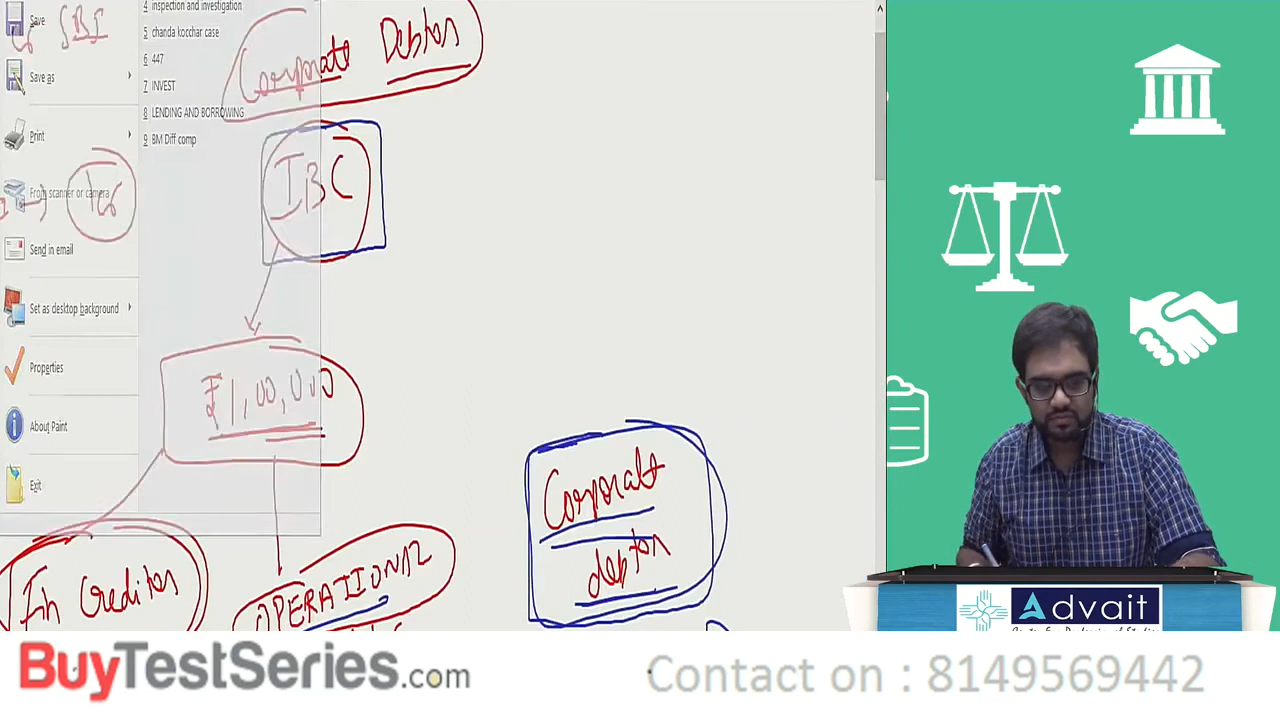 Save
Save as
Print
From scanner or camera
Send in email
Set as desktop background
Properties
About Paint
Exit
4 inspection and investigation
5 chanda kocchar case
6 447
7 INVEST
8 LENDING AND BORROWING
9 BM Diff comp
SBI
Corporate Debtor
IBC
₹1,00,000
Fin Creditor
OPERATIONAL
Corporate
debtor
Advait
BuyTestSeries.com
Contact on : 8149569442